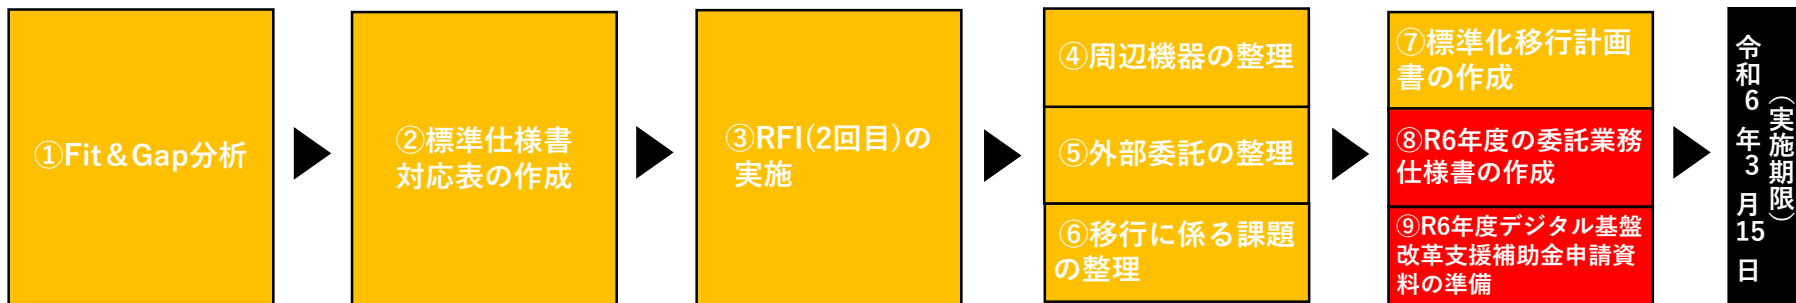 ①Fit＆Gap分析
②標準仕様書
対応表の作成
③RFI(2回目)の
実施
④周辺機器の整理
⑤外部委託の整理
⑥移行に係る課題
の整理
⑦標準化移行計画
書の作成
⑧R6年度の委託業務
仕様書の作成
⑨R6年度デジタル基盤
改革支援補助金申請資
料の準備
（実施期限）
令和6年3月15日